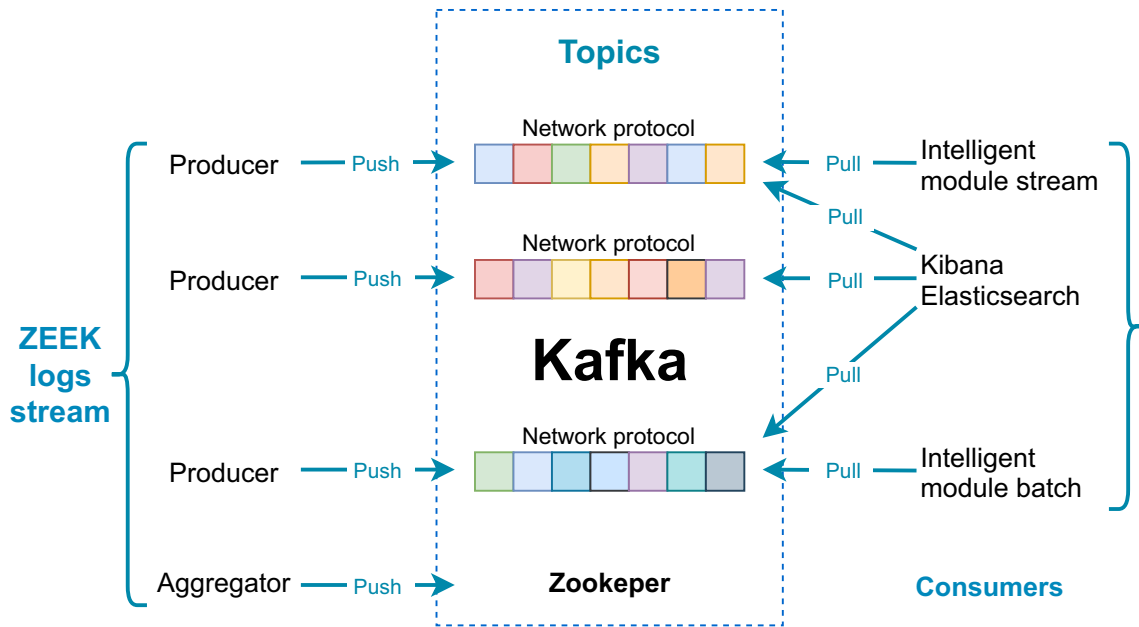 Topics
Network protocol
Producer
Push
Pull
Intelligent
module stream
Pull
Network protocol
Producer
Push
Pull
Kibana
Elasticsearch
ZEEK
logs
stream
Kafka
Pull
Network protocol
Producer
Push
Pull
Intelligent
module batch
Aggregator
Push
Zookeper
Consumers